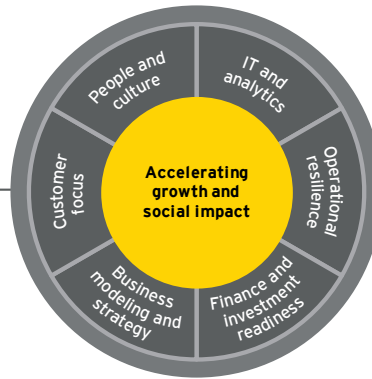 People and
culture
IT and
analytics
Operational
resilience
Finance and
investment
readiness
Business
modeling and
strategy
Customer
focus
Accelerating
growth and
social impact